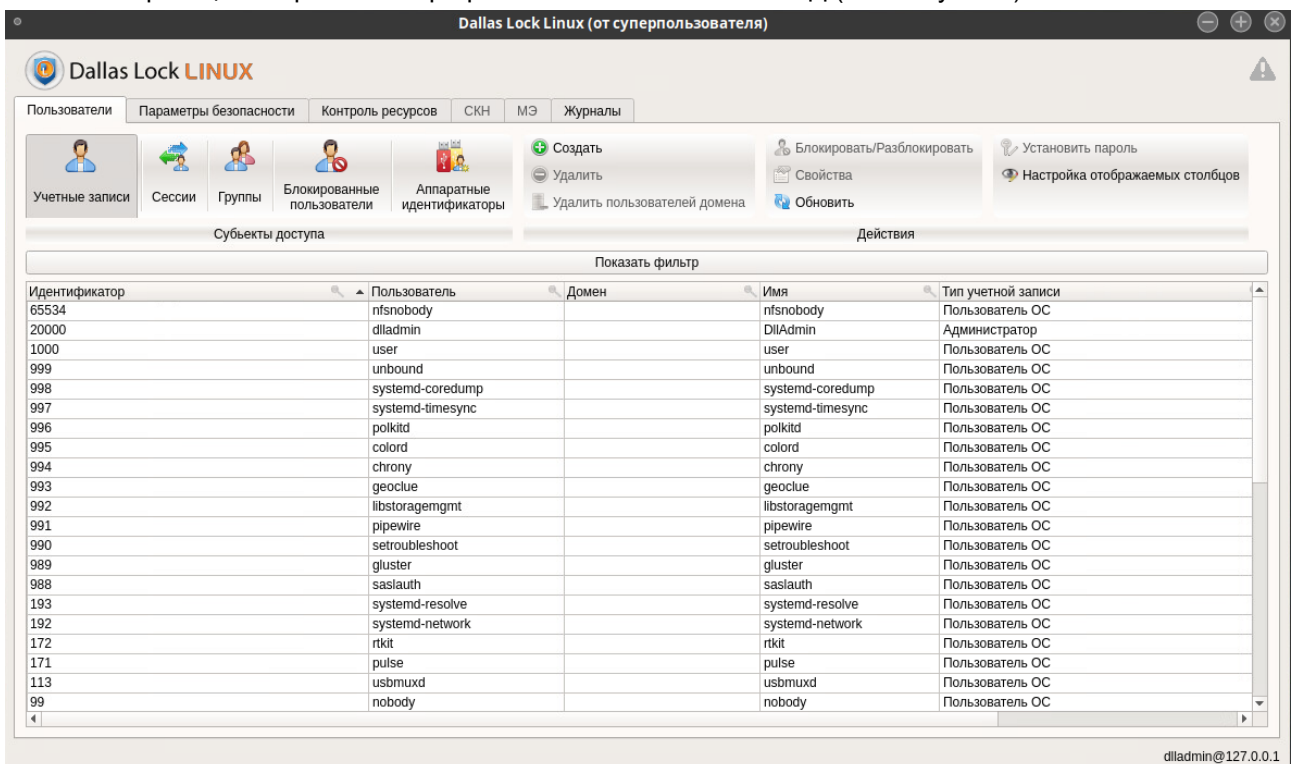 Dallas Lock Linux (от суперпользователя)
Dallas Lock LINUX
Пользователи Параметры безопасности Контроль ресурсов СКН МЭ Журналы
Учетные записи Сессии Группы Блокированные пользователи Аппаратные идентификаторы
Создать
Удалить
Удалить пользователей домена
Блокировать/Разблокировать
Свойства
Обновить
Установить пароль
Настройка отображаемых столбцов
Субъекты доступа Действия
Показать фильтр
Идентификатор Пользователь Домен Имя Тип учетной записи
65534 nfsnobody nfsnobody Пользователь ОС
20000 dlladmin DllAdmin Администратор
1000 user user Пользователь ОС
999 unbound unbound Пользователь ОС
998 systemd-coredump systemd-coredump Пользователь ОС
997 systemd-timesync systemd-timesync Пользователь ОС
996 polkitd polkitd Пользователь ОС
995 colord colord Пользователь ОС
994 chrony chrony Пользователь ОС
993 geoclue geoclue Пользователь ОС
992 libstoragemgmt libstoragemgmt Пользователь ОС
991 pipewire pipewire Пользователь ОС
990 setroubleshoot setroubleshoot Пользователь ОС
989 gluster gluster Пользователь ОС
988 saslauth saslauth Пользователь ОС
193 systemd-resolve systemd-resolve Пользователь ОС
192 systemd-network systemd-network Пользователь ОС
172 rtkit rtkit Пользователь ОС
171 pulse pulse Пользователь ОС
113 usbmuxd usbmuxd Пользователь ОС
99 nobody nobody Пользователь ОС
dlladmin@127.0.0.1